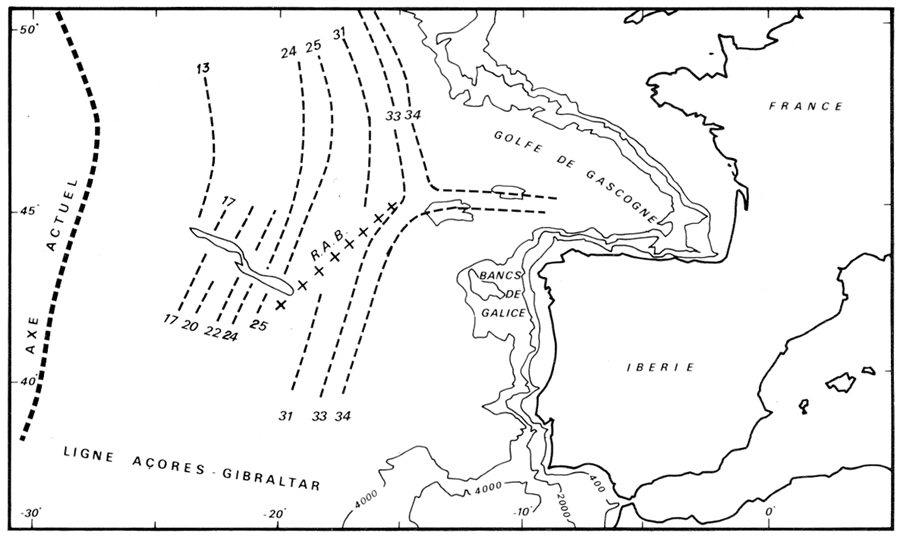 50°
24 25 31
13
33 34
FRANCE
GOLFE DE GASCOGNE
45°
17
AXE ACTUEL
R.A.B.
BANCS
DE
GALICE
17 20 22 24 25
IBERIE
40°
31 33 34
LIGNE AÇORES-GIBRALTAR
4000
4000
2000
400
-30°
-20°
-10°
0°